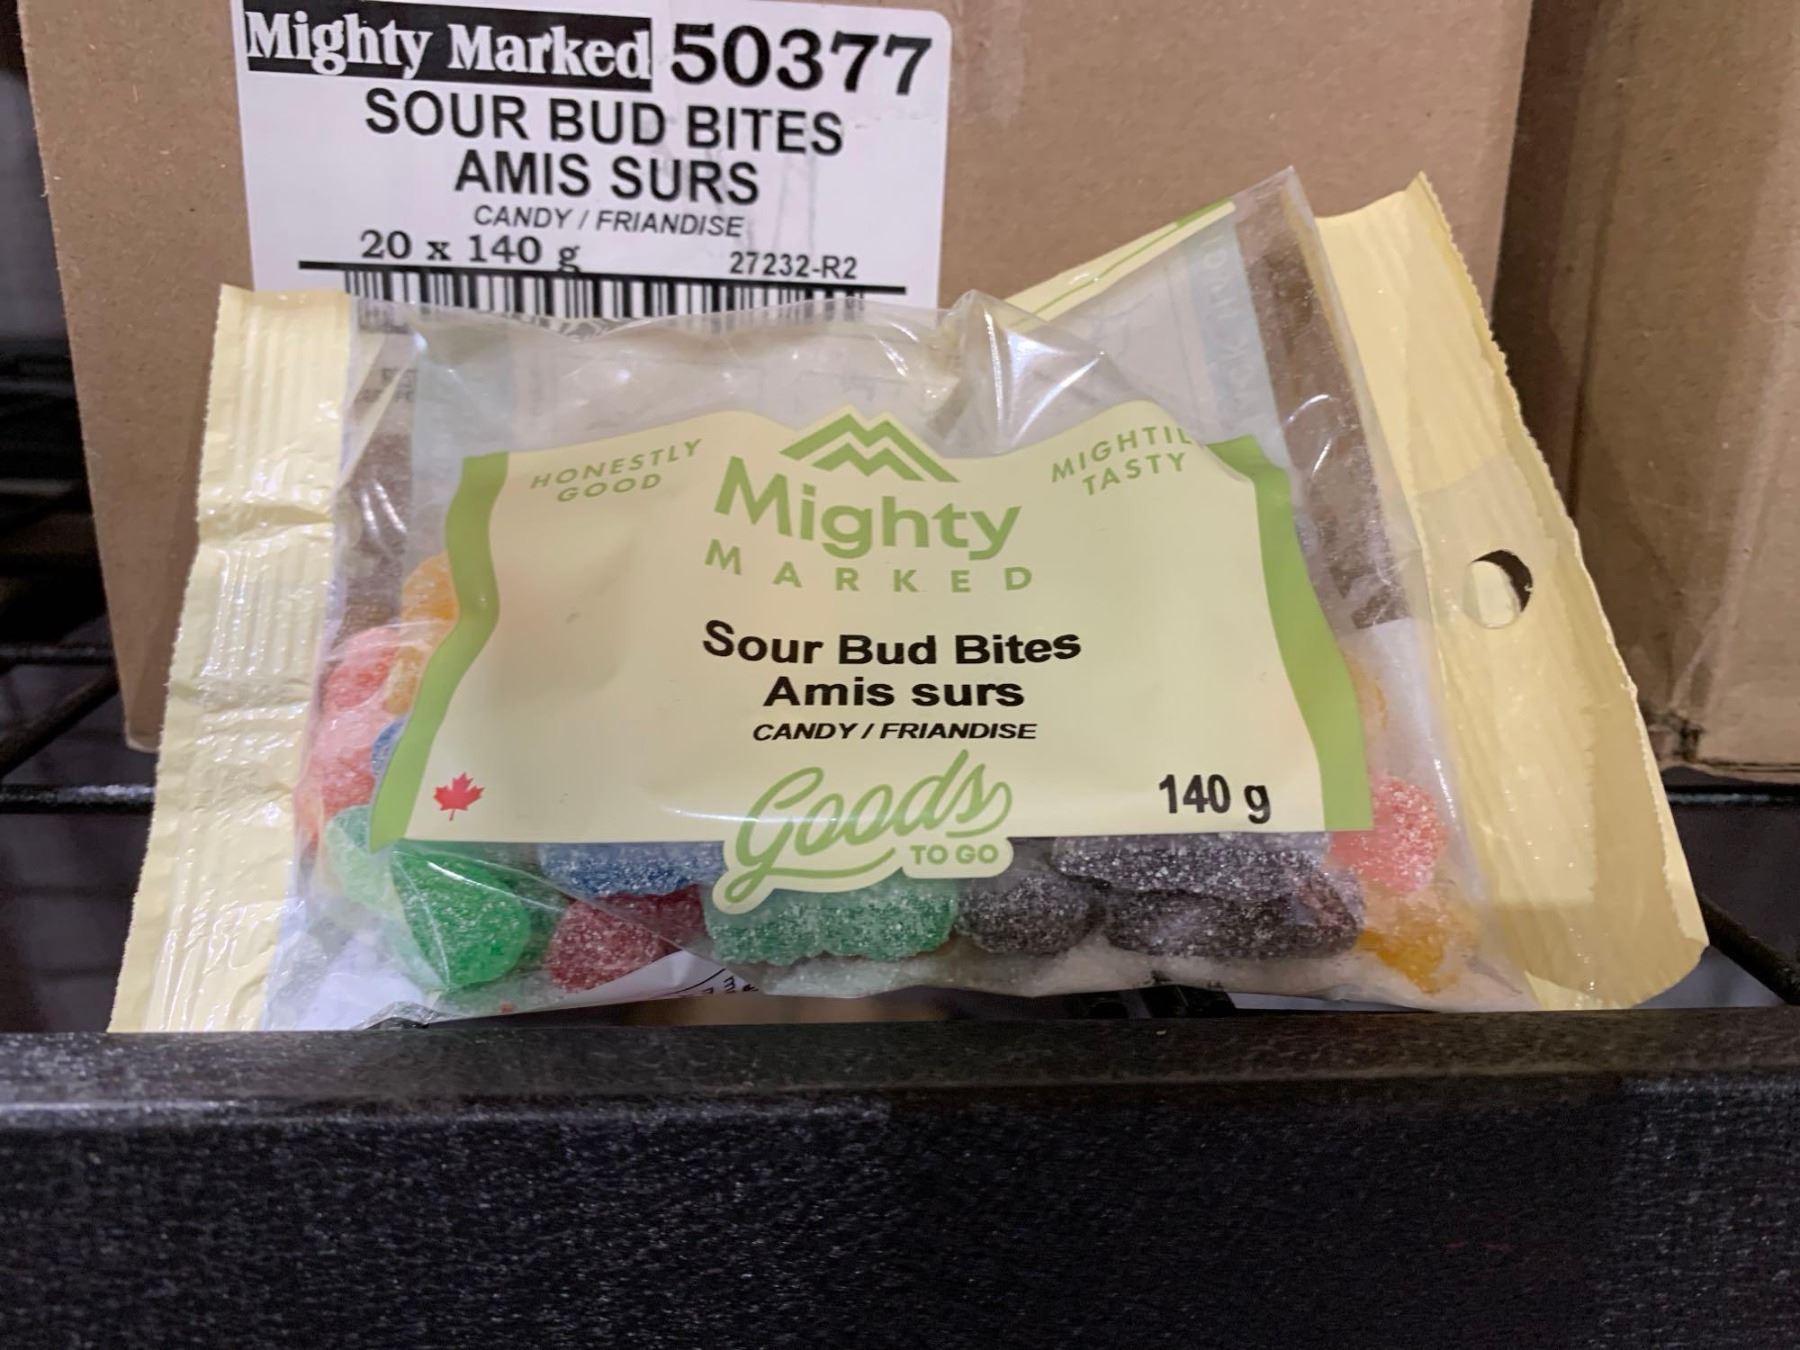 Mighty Marked 50377
SOUR BUD BITES
AMIS SURS
CANDY / FRIANDISE
20 x 140 g
27232-R2
HONESTLY
GOOD
Mighty
MARKED
TASTY
Sour Bud Bites
Amis surs
CANDY / FRIANDISE
Goods
TO GO
140 g